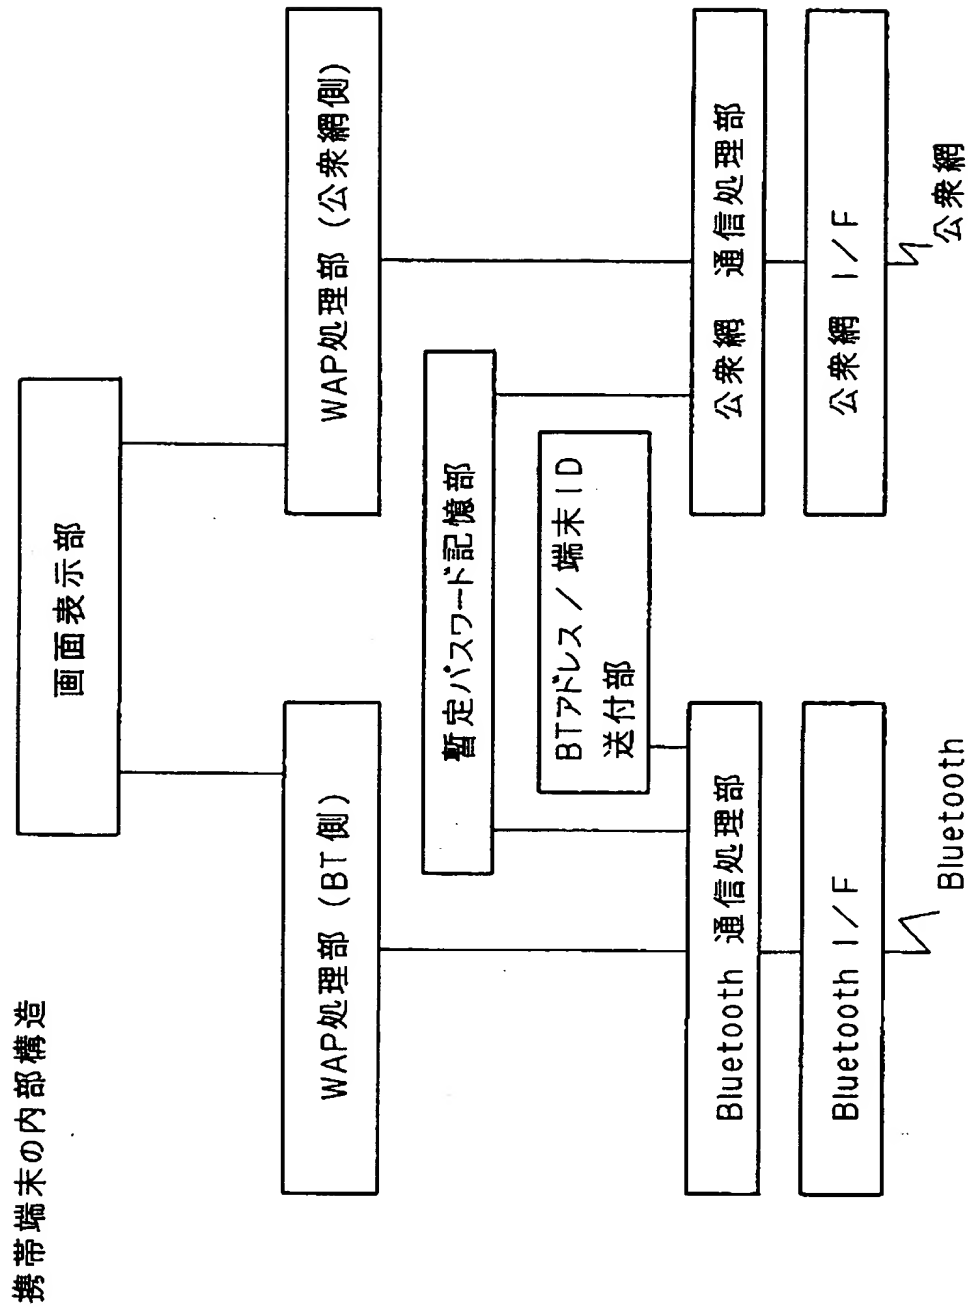 携帯端末の内部構造
画面表示部
WAP処理部 (BT側)
WAP処理部 (公衆網側)
暫定パスワード記憶部
BTアドレス / 端末ID
送付部
Bluetooth 通信処理部
公衆網 通信処理部
Bluetooth I/F
公衆網 I/F
Bluetooth
公衆網